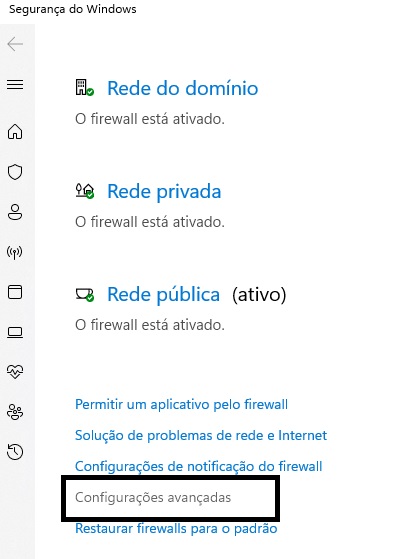 Segurança do Windows
Rede do domínio
O firewall está ativado.
Rede privada
O firewall está ativado.
Rede pública (ativo)
O firewall está ativado.
Permitir um aplicativo pelo firewall
Solução de problemas de rede e Internet
Configurações de notificação do firewall
Configurações avançadas
Restaurar firewalls para o padrão